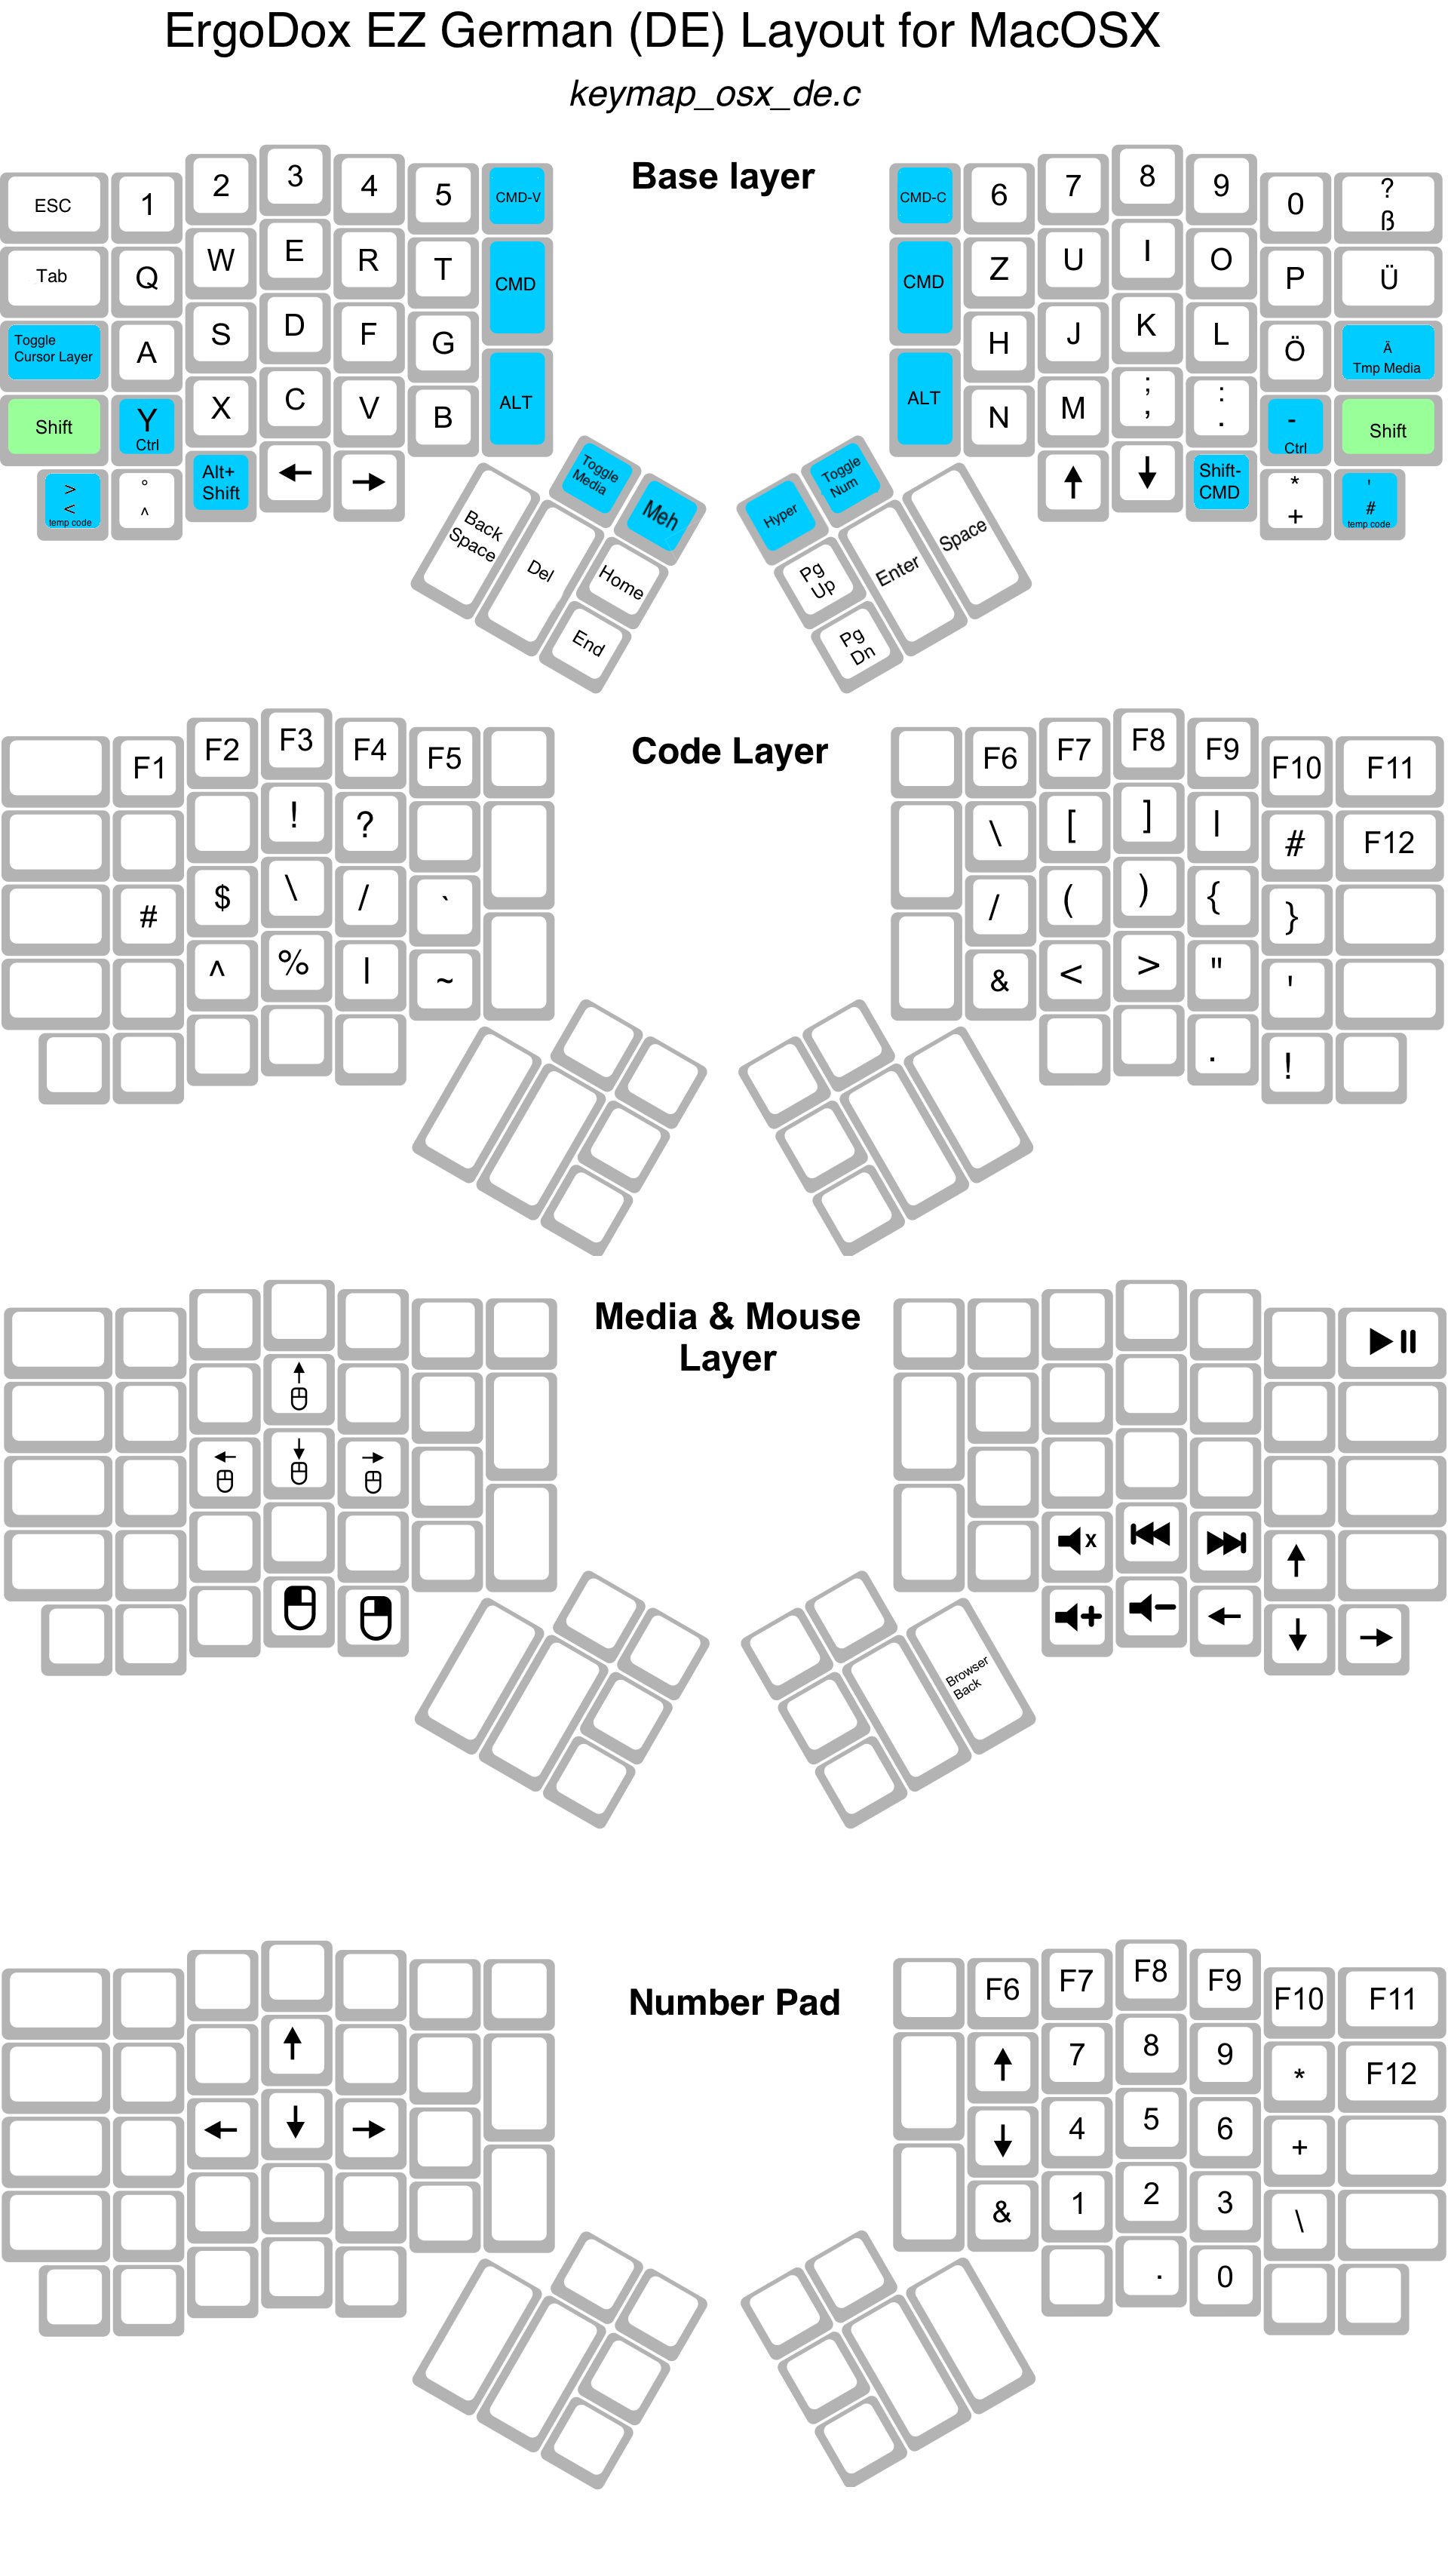 ErgoDox EZ German (DE) Layout for MacOSX
keymap_osx_de.c
Base layer
ESC 1 2 3 4 5 CMD-V
CMD-C 6 7 8 9 0 ? ß
Tab Q W E R T CMD
CMD Z U I O P Ü
Toggle
Cursor Layer
A S D F G ALT
ALT H J K L Ö Ä
Tmp Media
Shift Y X C V B
Ctrl
N M ; , : . - Shift
Ctrl
> ° Alt+ ← →
< ^ Shift
temp code
↑ ↓ Shift- * '
CMD + #
temp code
Toggle
Media
Meh
Back
Space
Del
Home
End
Toggle
Num
Hyper
Pg
Up
Enter
Space
Pg
Dn
Code Layer
F1 F2 F3 F4 F5
F6 F7 F8 F9 F10 F11
! ?
\ [ ] | # F12
# $ \ / `
/ ( ) { }
^ % | ~
& < > " '
. !
Media & Mouse
Layer
↑
← ↓ →
x
↑
+ − ← ↓ →
Browser
Back
Number Pad
F6 F7 F8 F9 F10 F11
↑
↑ 7 8 9 * F12
← ↓ →
↓ 4 5 6 +
& 1 2 3 \
. 0